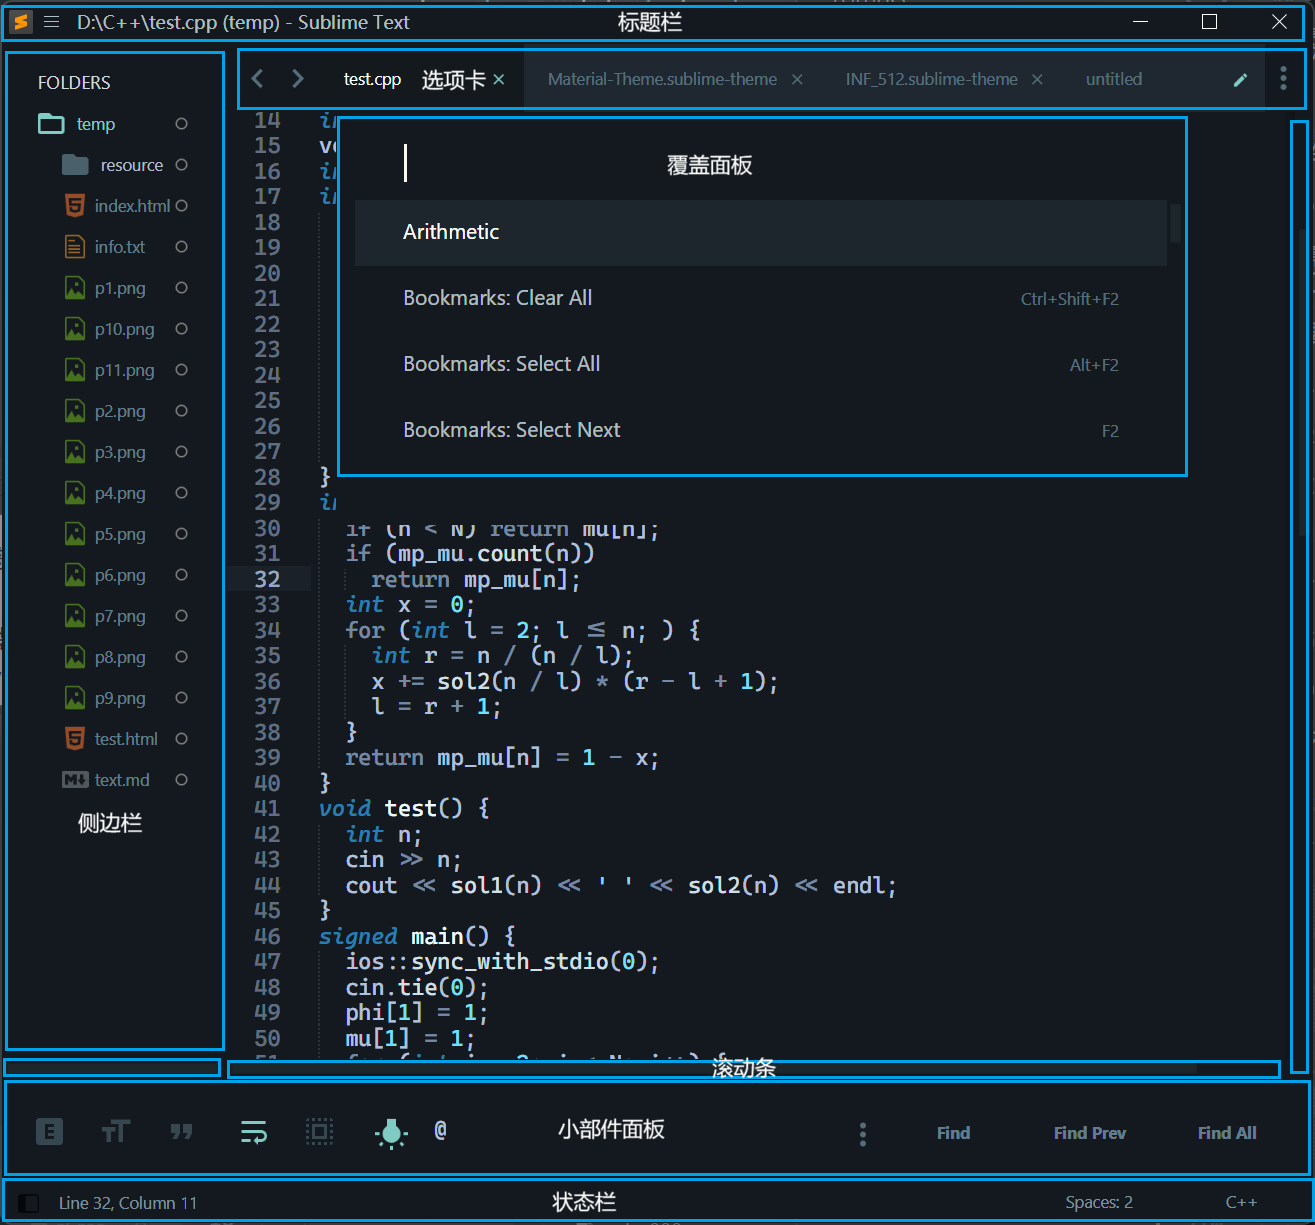 D:\C++\test.cpp (temp) - Sublime Text
标题栏
FOLDERS
temp
resource
index.html
info.txt
p1.png
p10.png
p11.png
p2.png
p3.png
p4.png
p5.png
p6.png
p7.png
p8.png
p9.png
test.html
text.md
侧边栏
test.cpp 选项卡
Material-Theme.sublime-theme
INF_512.sublime-theme
untitled
覆盖面板
Arithmetic
Bookmarks: Clear All Ctrl+Shift+F2
Bookmarks: Select All Alt+F2
Bookmarks: Select Next F2
14 in
15 vo
16 in
17 in
18
19
20
21
22
23
24
25
26
27
28 }
29 in
30 if (n < N) return mu[n];
31 if (mp_mu.count(n))
32 return mp_mu[n];
33 int x = 0;
34 for (int l = 2; l ≤ n; ) {
35 int r = n / (n / l);
36 x += sol2(n / l) * (r - l + 1);
37 l = r + 1;
38 }
39 return mp_mu[n] = 1 - x;
40 }
41 void test() {
42 int n;
43 cin >> n;
44 cout << sol1(n) << ' ' << sol2(n) << endl;
45 }
46 signed main() {
47 ios::sync_with_stdio(0);
48 cin.tie(0);
49 phi[1] = 1;
50 mu[1] = 1;
滚动条
@
小部件面板
Find
Find Prev
Find All
Line 32, Column 11
状态栏
Spaces: 2
C++